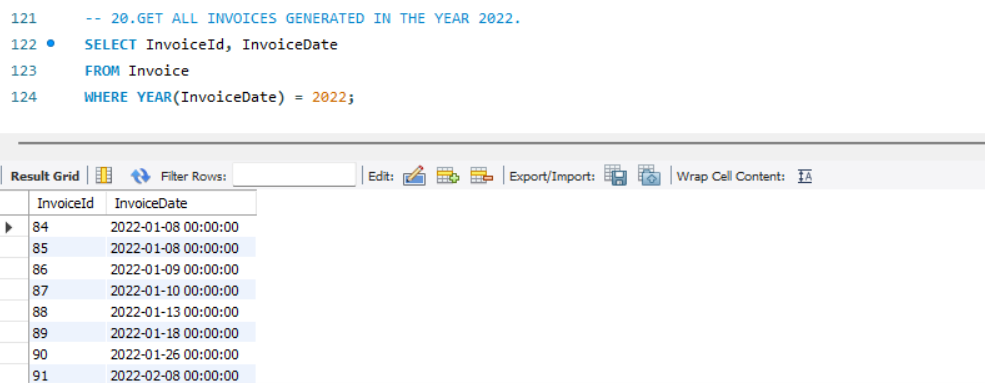 121 -- 20.GET ALL INVOICES GENERATED IN THE YEAR 2022.
122 SELECT InvoiceId, InvoiceDate
123 FROM Invoice
124 WHERE YEAR(InvoiceDate) = 2022;
Result Grid Filter Rows: Edit: Export/Import: Wrap Cell Content: IA
InvoiceId InvoiceDate
84 2022-01-08 00:00:00
85 2022-01-08 00:00:00
86 2022-01-09 00:00:00
87 2022-01-10 00:00:00
88 2022-01-13 00:00:00
89 2022-01-18 00:00:00
90 2022-01-26 00:00:00
91 2022-02-08 00:00:00